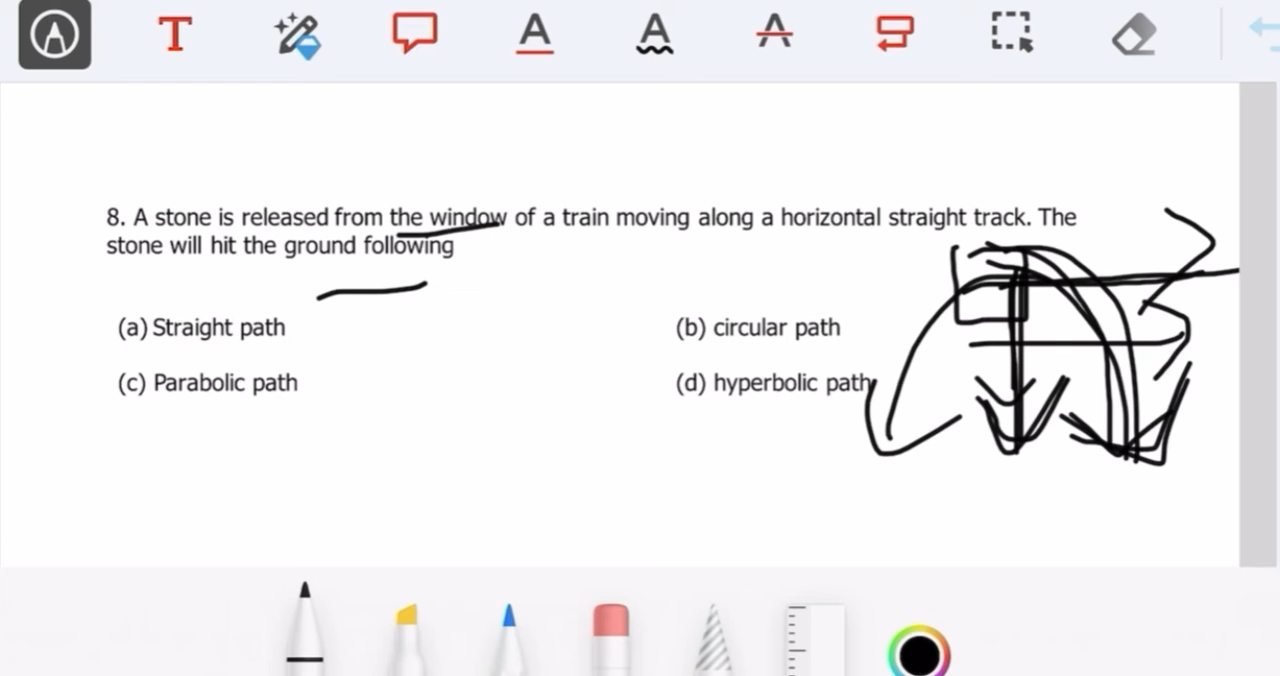 T A A A
8. A stone is released from the window of a train moving along a horizontal straight track. The
stone will hit the ground following
(a) Straight path (b) circular path
(c) Parabolic path (d) hyperbolic path